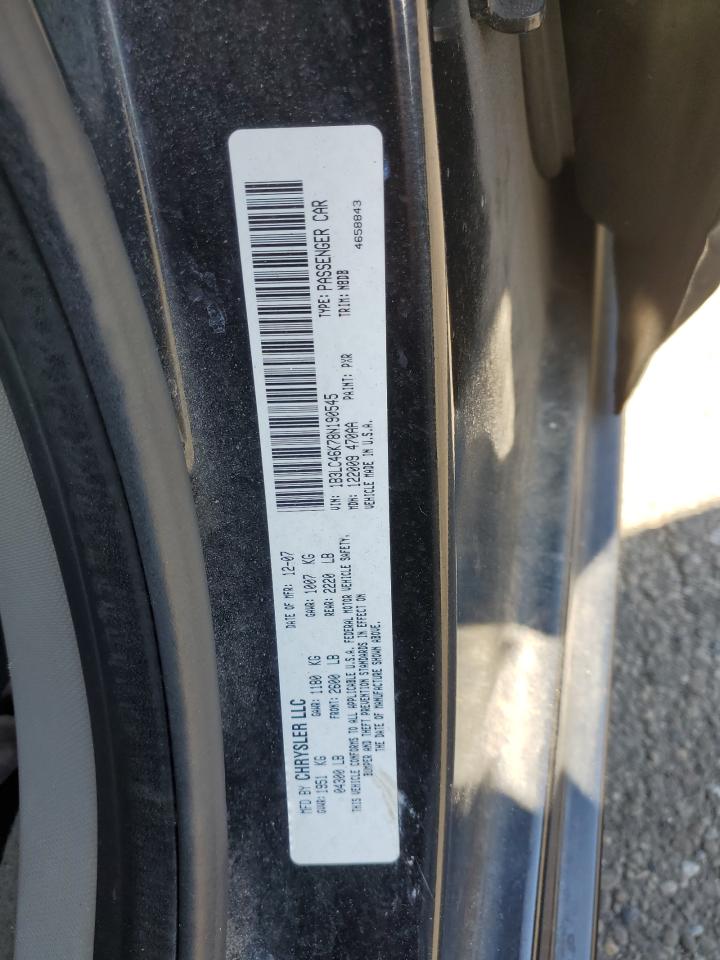 MFD BY CHRYSLER LLC DATE OF MFR: 12-07
GVWR: 1951 KG GAWR: 1180 KG GAWR: 1007 KG
04300 LB FRONT: 2600 LB REAR: 2220 LB
THIS VEHICLE CONFORMS TO ALL APPLICABLE U.S.A. FEDERAL MOTOR VEHICLE SAFETY,
BUMPER AND THEFT PREVENTION STANDARDS IN EFFECT ON
THE DATE OF MANUFACTURE SHOWN ABOVE.
VIN: 1B3LC46K78N190545 TYPE: PASSENGER CAR
MDH: 122009 470AA PAINT: PXR TRIM: M8DB
VEHICLE MADE IN U.S.A. 4658843